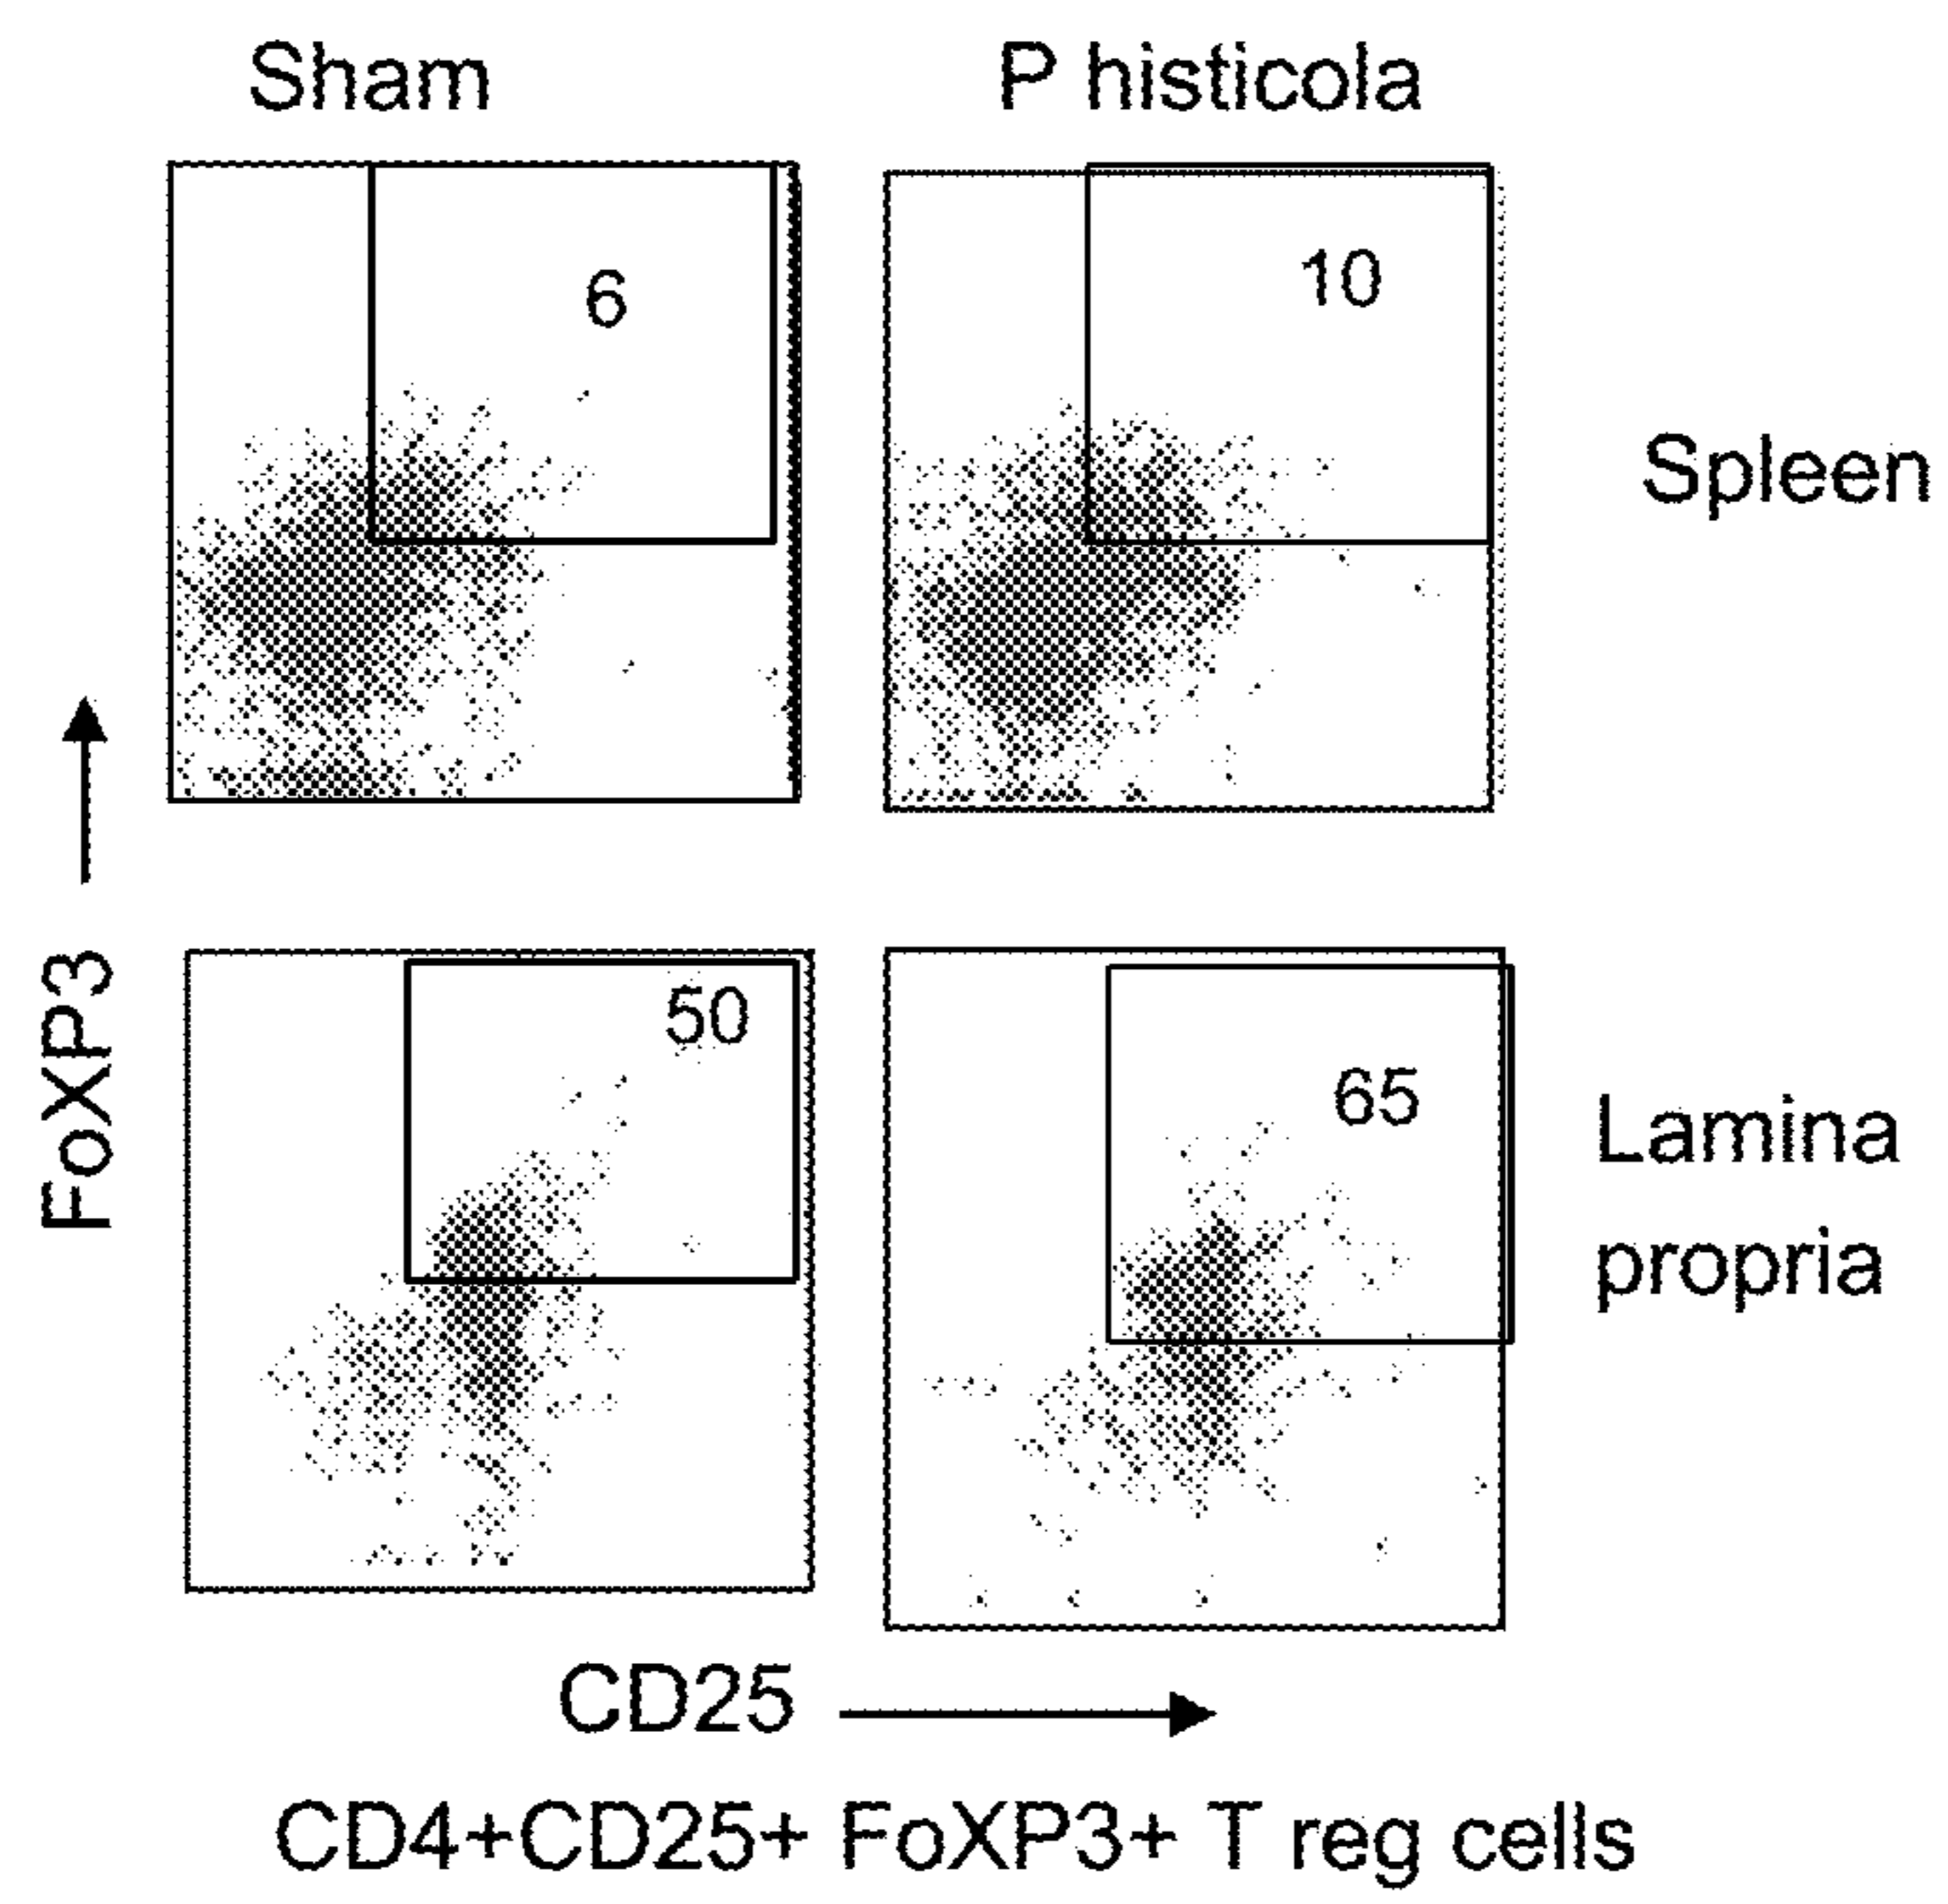 Sham
P histicola
6
10
Spleen
FoXP3
50
65
Lamina
propria
CD25
CD4+CD25+ FoXP3+ T reg cells